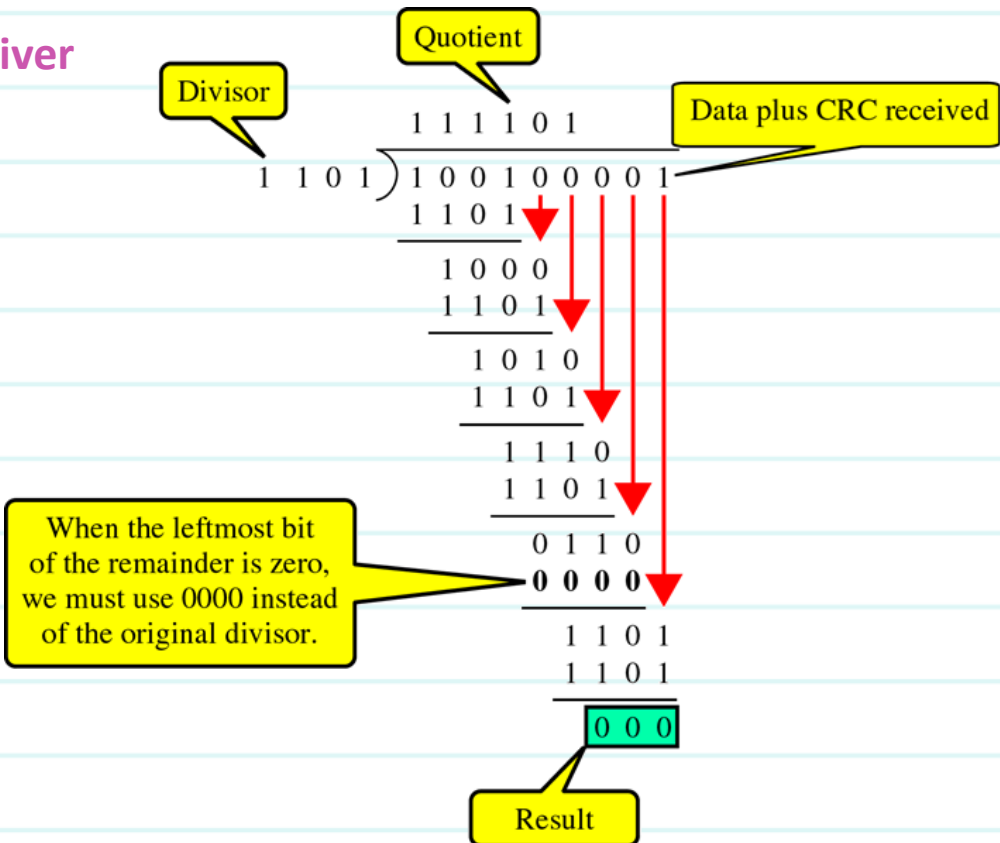 iver
Quotient
Divisor
Data plus CRC received
1 1 1 1 0 1
1 1 0 1 ) 1 0 0 1 0 0 0 0 1
1 1 0 1
1 0 0 0
1 1 0 1
1 0 1 0
1 1 0 1
1 1 1 0
1 1 0 1
When the leftmost bit
of the remainder is zero,
we must use 0000 instead
of the original divisor.
0 1 1 0
0 0 0 0
1 1 0 1
1 1 0 1
0 0 0
Result